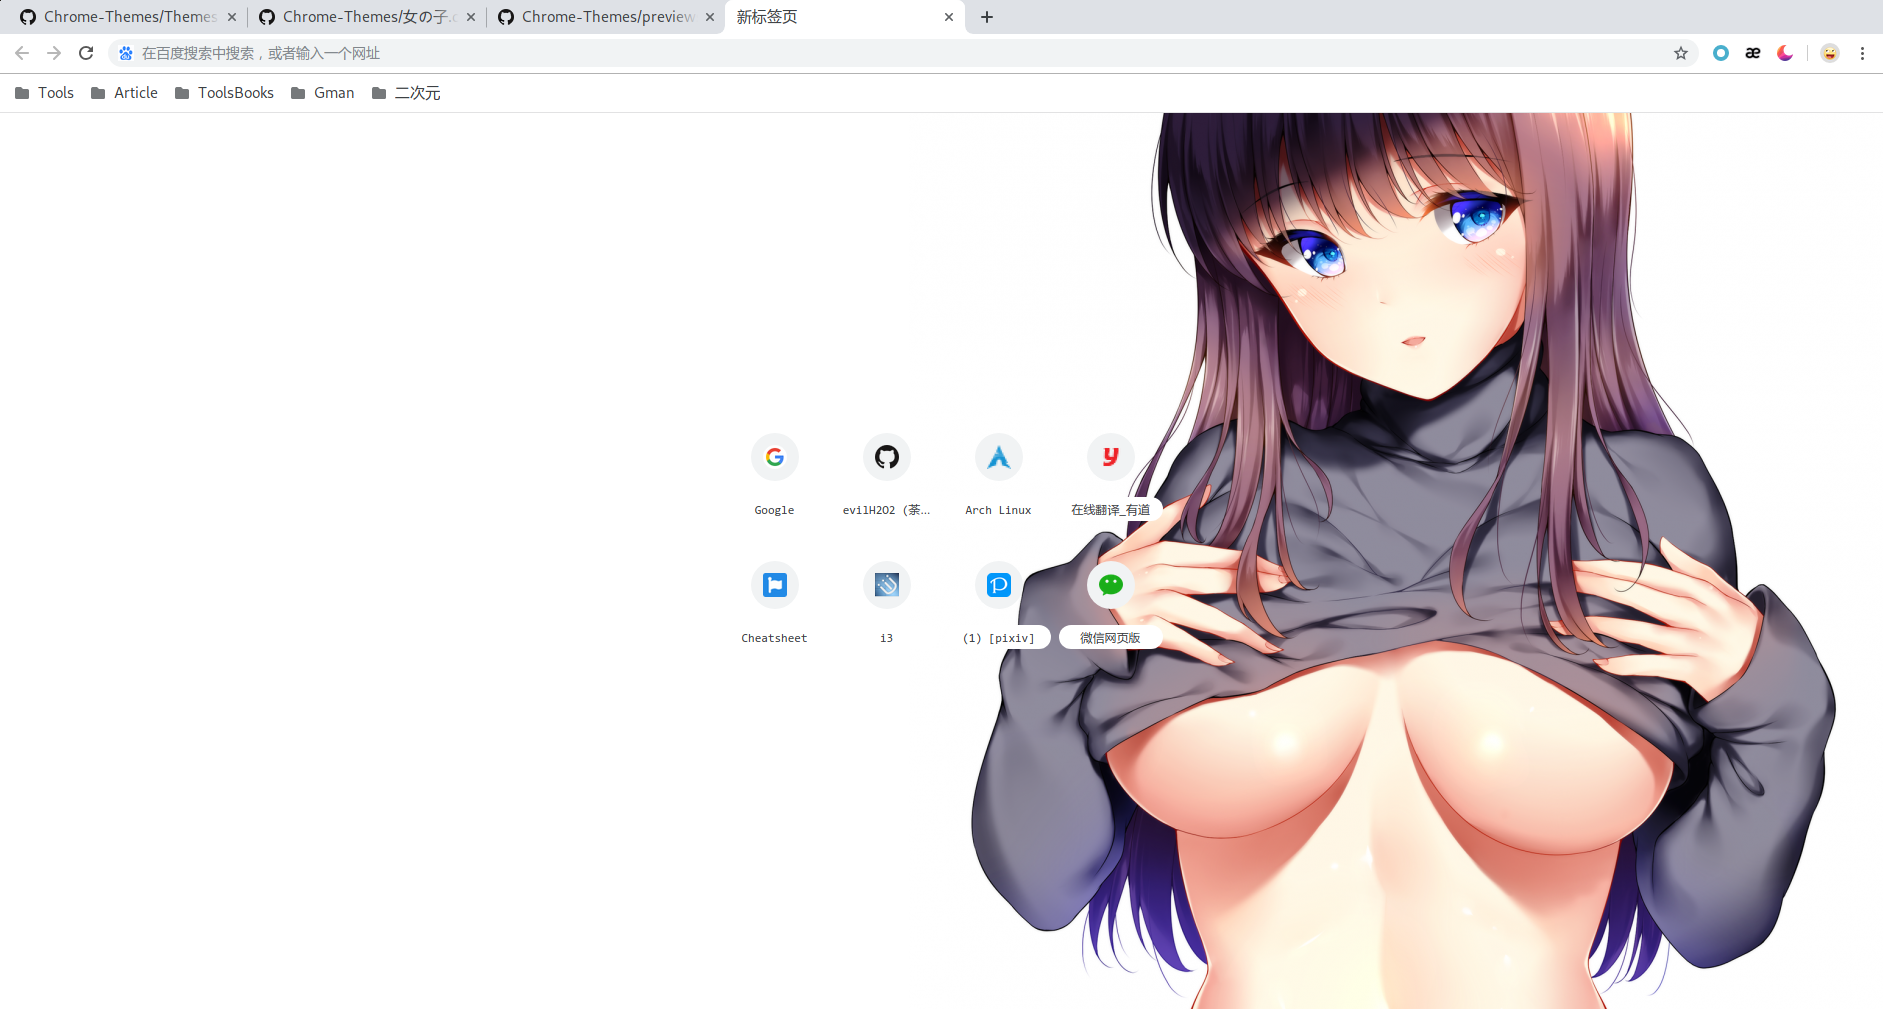 Chrome-Themes/Themes
Chrome-Themes/女の子.c
Chrome-Themes/preview
新标签页
在百度搜索中搜索，或者输入一个网址
Tools
Article
ToolsBooks
Gman
二次元
Google
evilH2O2 (荼...
Arch Linux
在线翻译_有道
Cheatsheet
i3
(1) [pixiv]
微信网页版